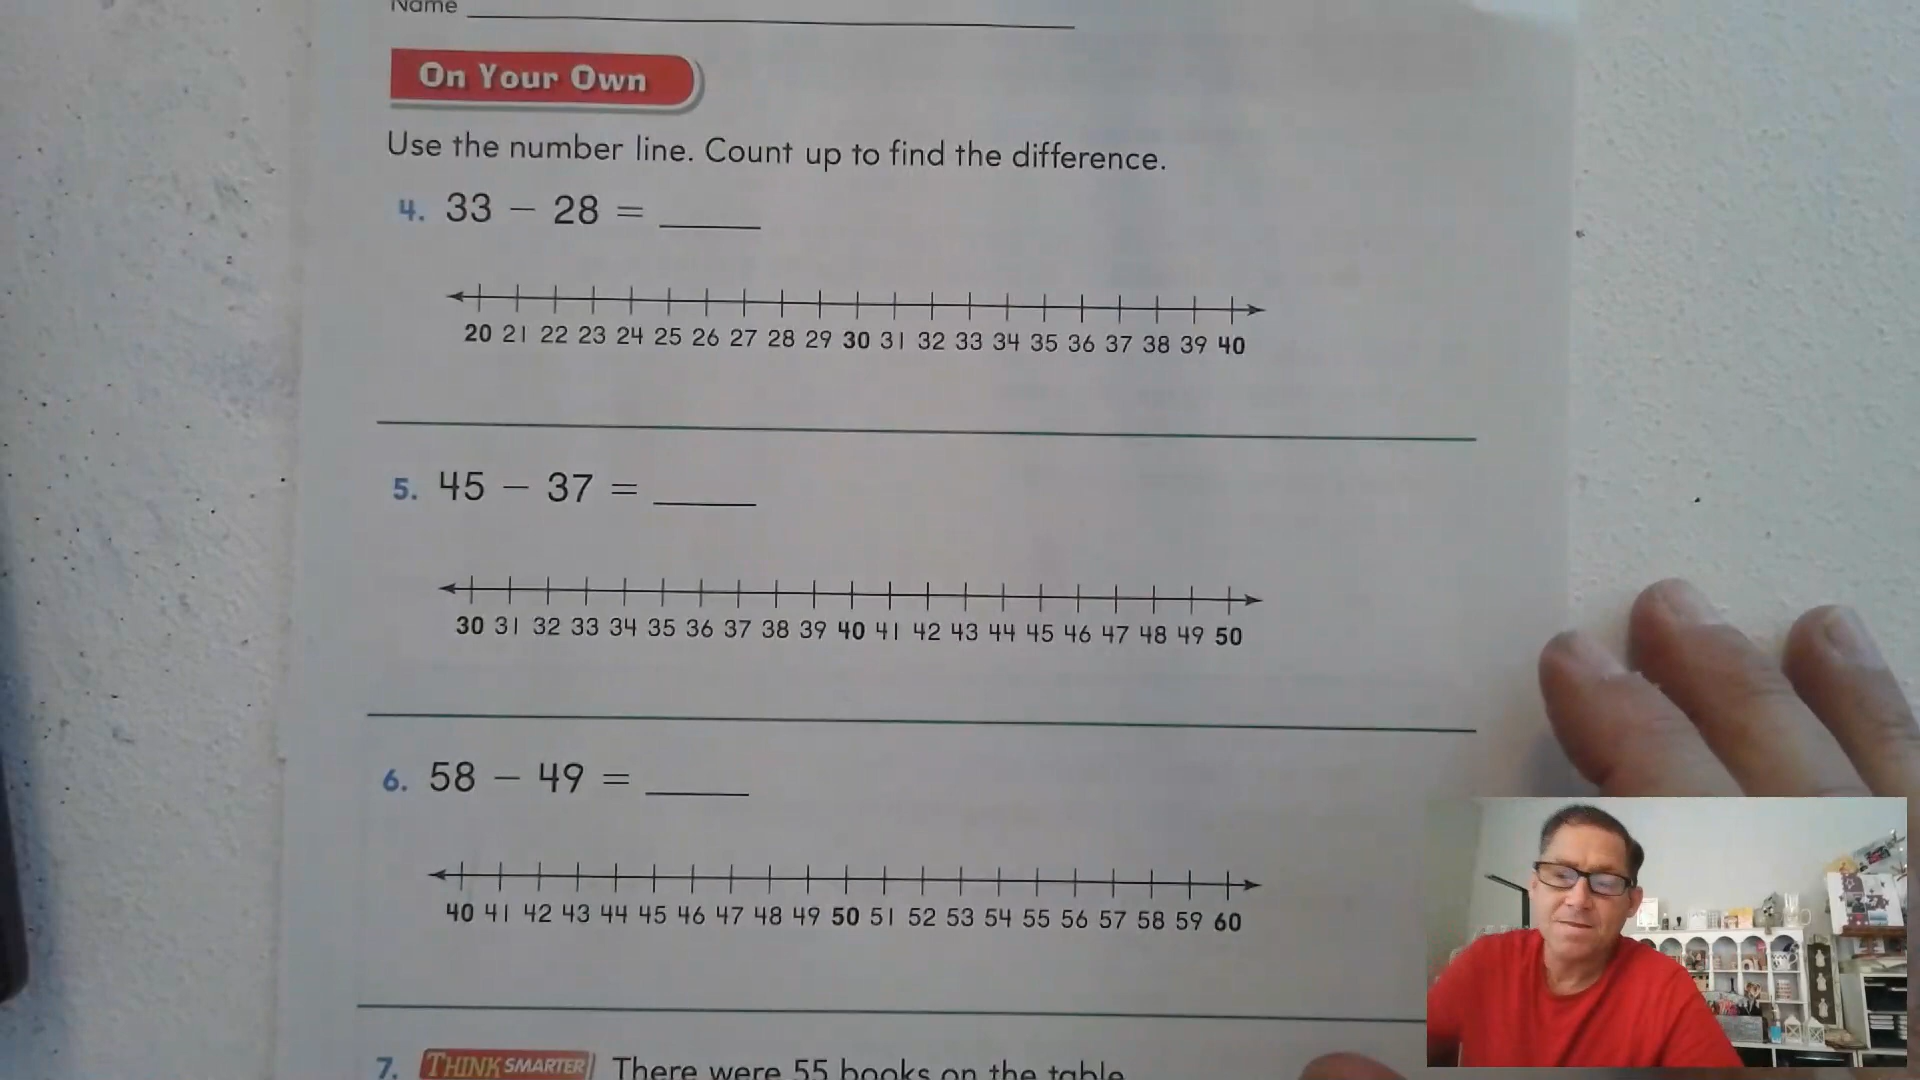 Name
On Your Own
Use the number line. Count up to find the difference.
4. 33 − 28 = _____
20 21 22 23 24 25 26 27 28 29 30 31 32 33 34 35 36 37 38 39 40
5. 45 − 37 = _____
30 31 32 33 34 35 36 37 38 39 40 41 42 43 44 45 46 47 48 49 50
6. 58 − 49 = _____
40 41 42 43 44 45 46 47 48 49 50 51 52 53 54 55 56 57 58 59 60
7. THINK SMARTER There were 55 books on the table.